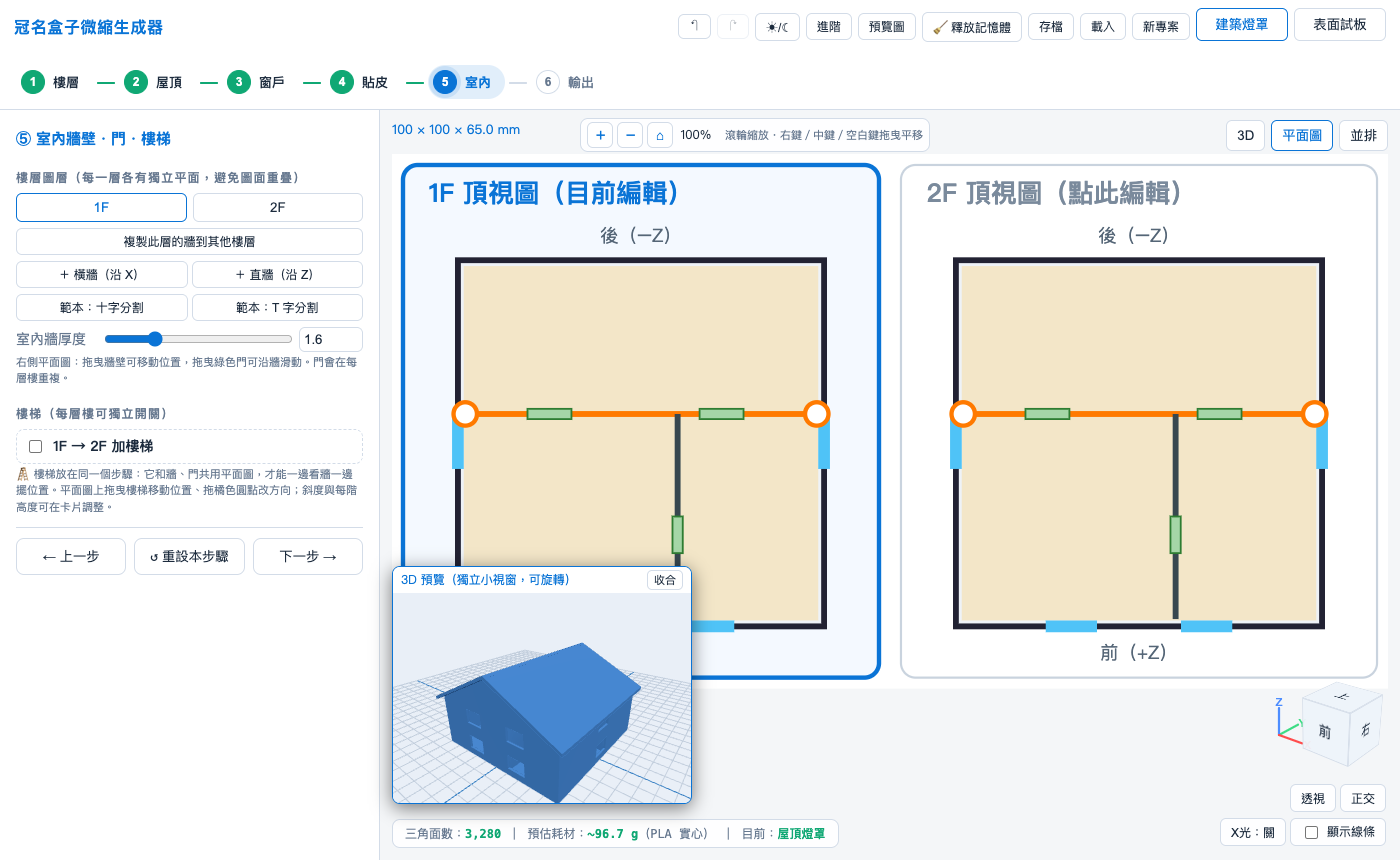 冠名盒子微縮生成器
☀/☾
進階
預覽圖
🧹 釋放記憶體
存檔
載入
新專案
建築燈罩
表面試板
1 樓層
2 屋頂
3 窗戶
4 貼皮
5 室內
6 輸出
⑤ 室內牆壁 · 門 · 樓梯
樓層圖層（每一層各有獨立平面，避免圖面重疊）
1F
2F
複製此層的牆到其他樓層
＋ 橫牆（沿 X）
＋ 直牆（沿 Z）
範本：十字分割
範本：T 字分割
室內牆厚度
1.6
右側平面圖：拖曳牆壁可移動位置，拖曳綠色門可沿牆滑動。門會在每
層樓重複。
樓梯（每層樓可獨立開關）
1F → 2F 加樓梯
🪜 樓梯放在同一個步驟：它和牆、門共用平面圖，才能一邊看牆一邊
擺位置。平面圖上拖曳樓梯移動位置、拖橘色圓點改方向；斜度與每階
高度可在卡片調整。
← 上一步
↺ 重設本步驟
下一步 →
100 × 100 × 65.0 mm
+
−
⌂
100%
滾輪縮放 · 右鍵 / 中鍵 / 空白鍵拖曳平移
3D
平面圖
並排
1F 頂視圖（目前編輯）
後（—Z）
2F 頂視圖（點此編輯）
後（—Z）
前（+Z）
3D 預覽（獨立小視窗，可旋轉）
收合
Z
上
前
右
透視
正交
三角面數：3,280 | 預估耗材：~96.7 g (PLA 實心) | 目前：屋頂燈罩
X光：關
顯示線條